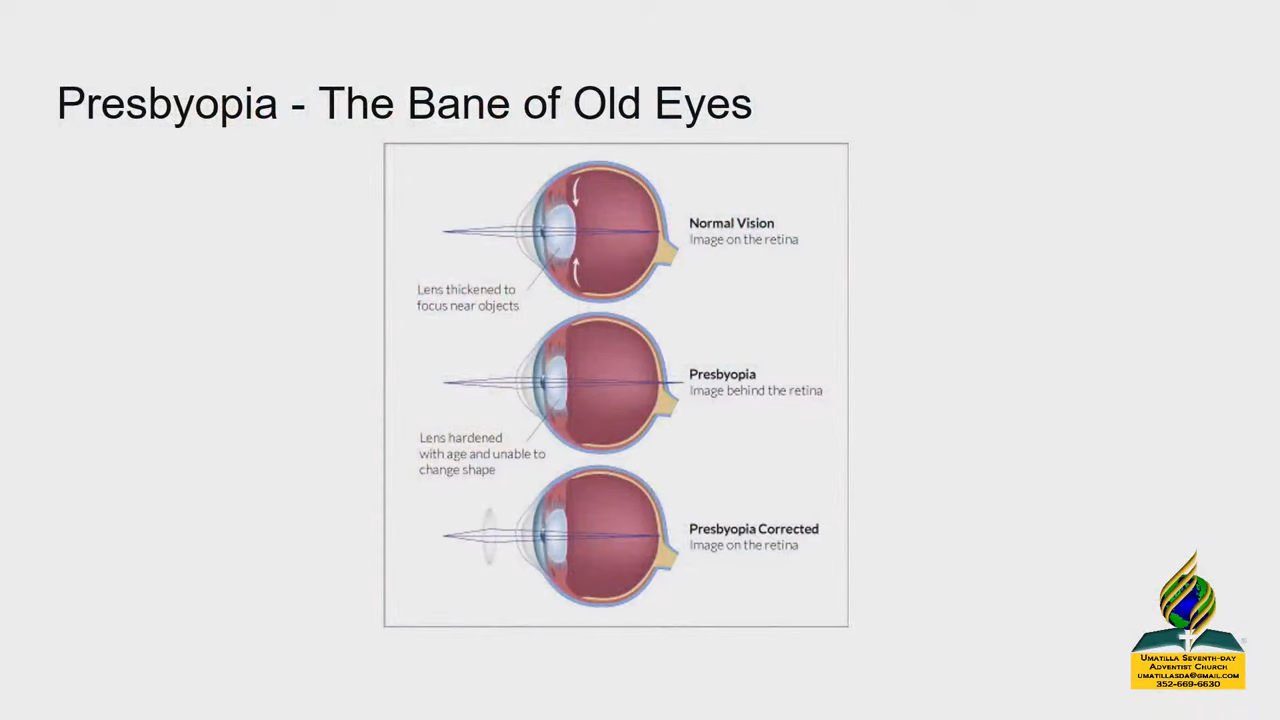 Presbyopia - The Bane of Old Eyes
Normal Vision
Image on the retina
Lens thickened to
focus near objects
Presbyopia
Image behind the retina
Lens hardened
with age and unable to
change shape
Presbyopia Corrected
Image on the retina
Umatilla Seventh-day
Adventist Church
umatillasda@gmail.com
352-669-6630